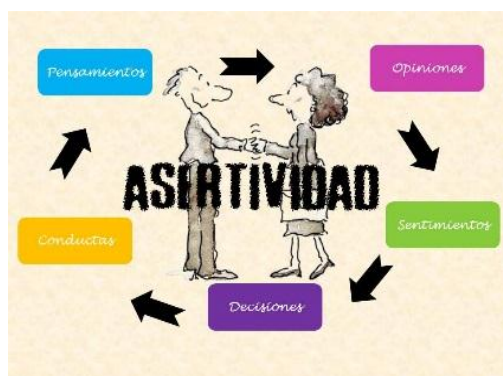 Pensamientos
Opiniones
ASERTIVIDAD
Sentimientos
Conductas
Decisiones